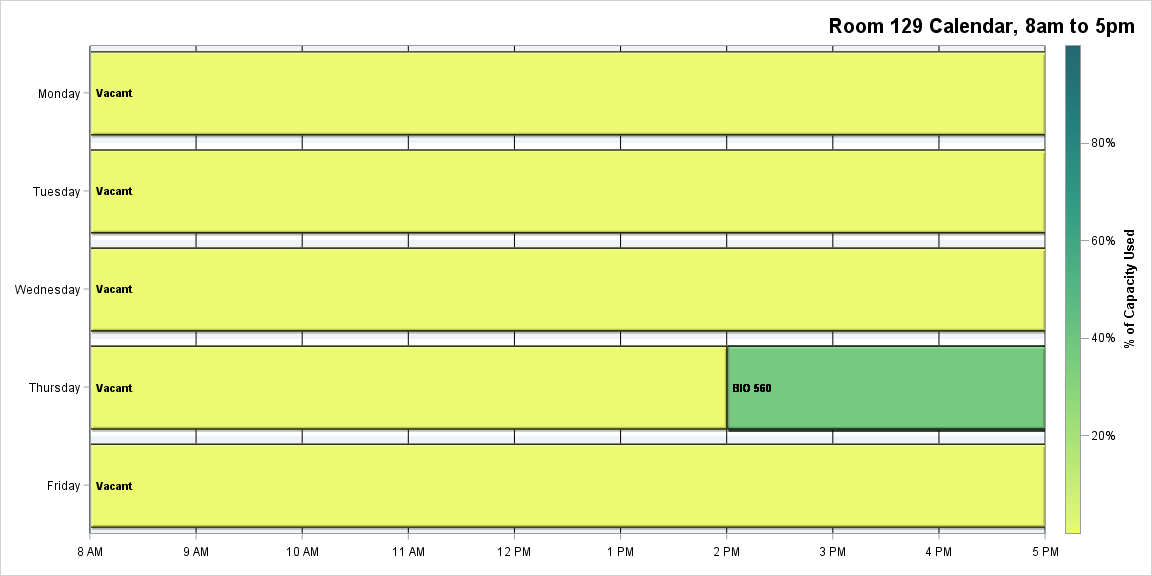 Room 129 Calendar, 8am to 5pm
Monday
Vacant
Tuesday
Vacant
Wednesday
Vacant
Thursday
Vacant
BIO 560
Friday
Vacant
8 AM 9 AM 10 AM 11 AM 12 PM 1 PM 2 PM 3 PM 4 PM 5 PM
80%
60%
40%
20%
% of Capacity Used